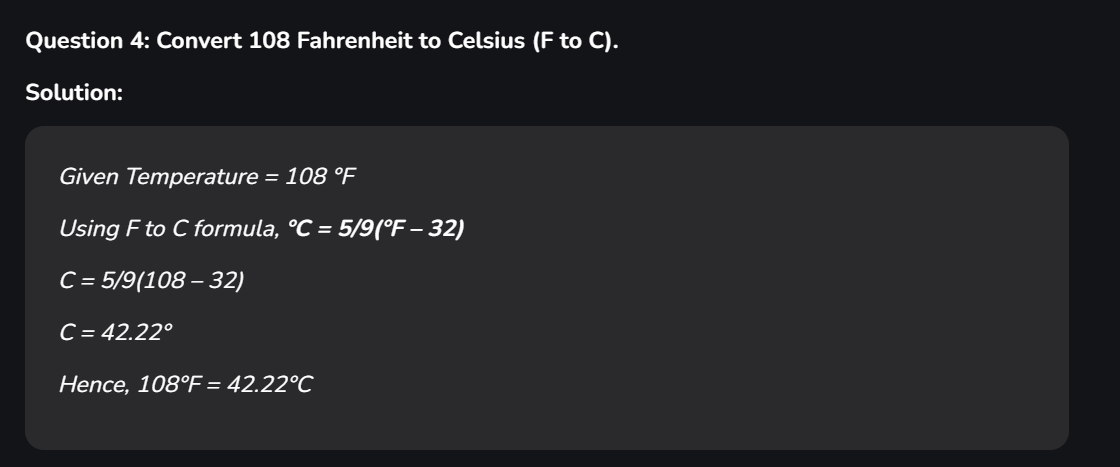 Question 4: Convert 108 Fahrenheit to Celsius (F to C).
Solution:
Given Temperature = 108 °F
Using F to C formula, °C = 5/9(°F – 32)
C = 5/9(108 – 32)
C = 42.22°
Hence, 108°F = 42.22°C